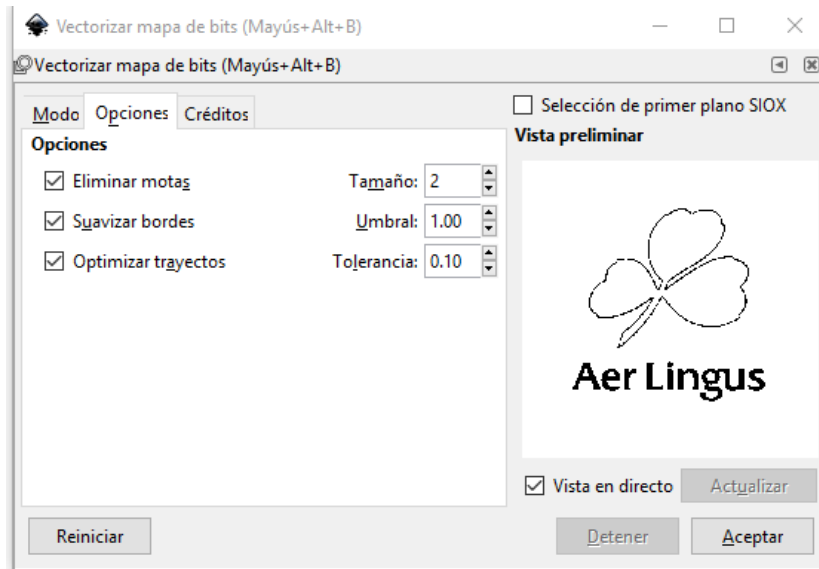 Vectorizar mapa de bits (Mayús+Alt+B)
Vectorizar mapa de bits (Mayús+Alt+B)
Modo Opciones Créditos
Opciones
Eliminar motas Tamaño: 2
Suavizar bordes Umbral: 1.00
Optimizar trayectos Tolerancia: 0.10
Selección de primer plano SIOX
Vista preliminar
Aer Lingus
Vista en directo Actualizar
Reiniciar Detener Aceptar